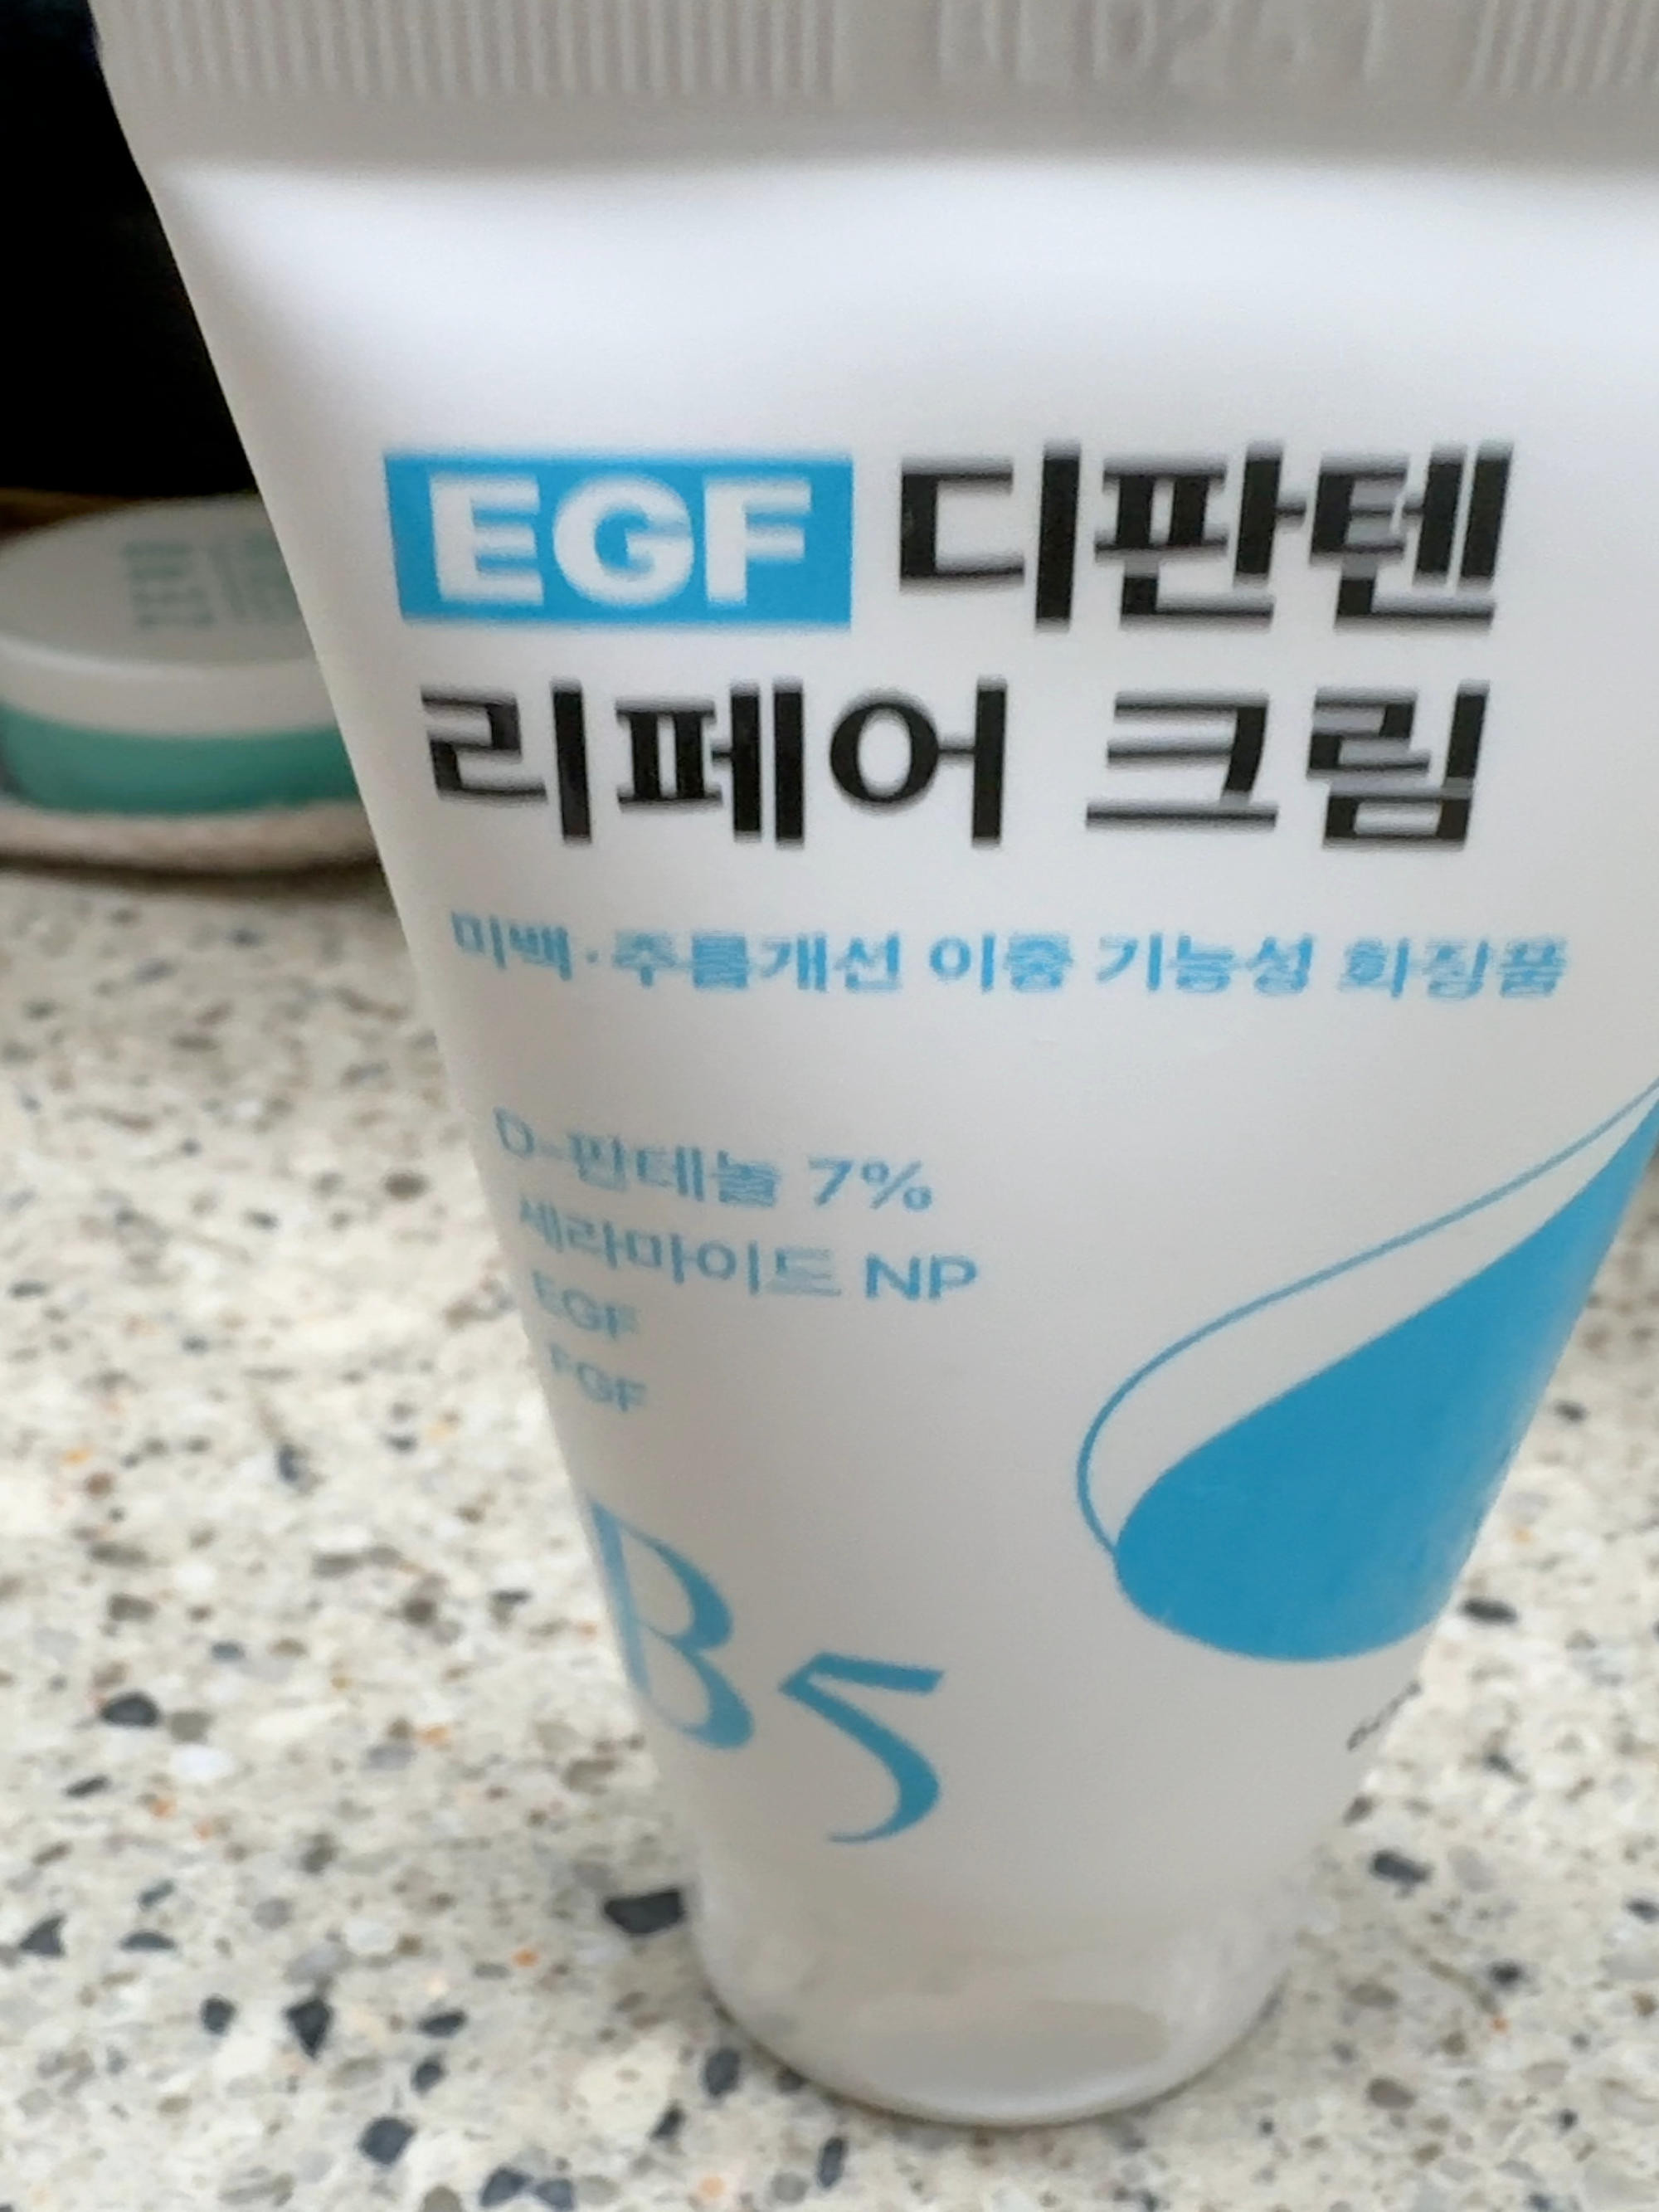 EGF 디판텐
리페어 크림
미백·주름개선 이중 기능성 화장품
D-판테놀 7%
세라마이드 NP
EGF
FGF
B5